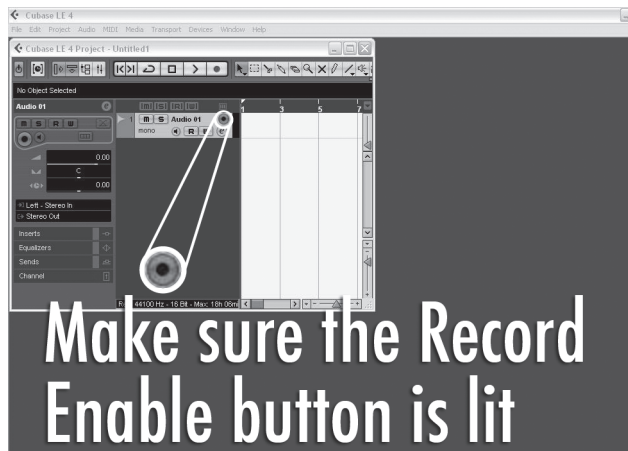 Cubase LE 4
File Edit Project Audio MIDI Media Transport Devices Window Help
Cubase LE 4 Project - Untitled1
No Object Selected
Audio 01
M S R W
M S R W
1 3 5 7
1 M S Audio 01
mono R W
0.00
C
0.00
Left - Stereo In
Stereo Out
Inserts
Equalizers
Sends
Channel
44100 Hz - 16 Bit - Max: 18h 06mi
Make sure the Record
Enable button is lit